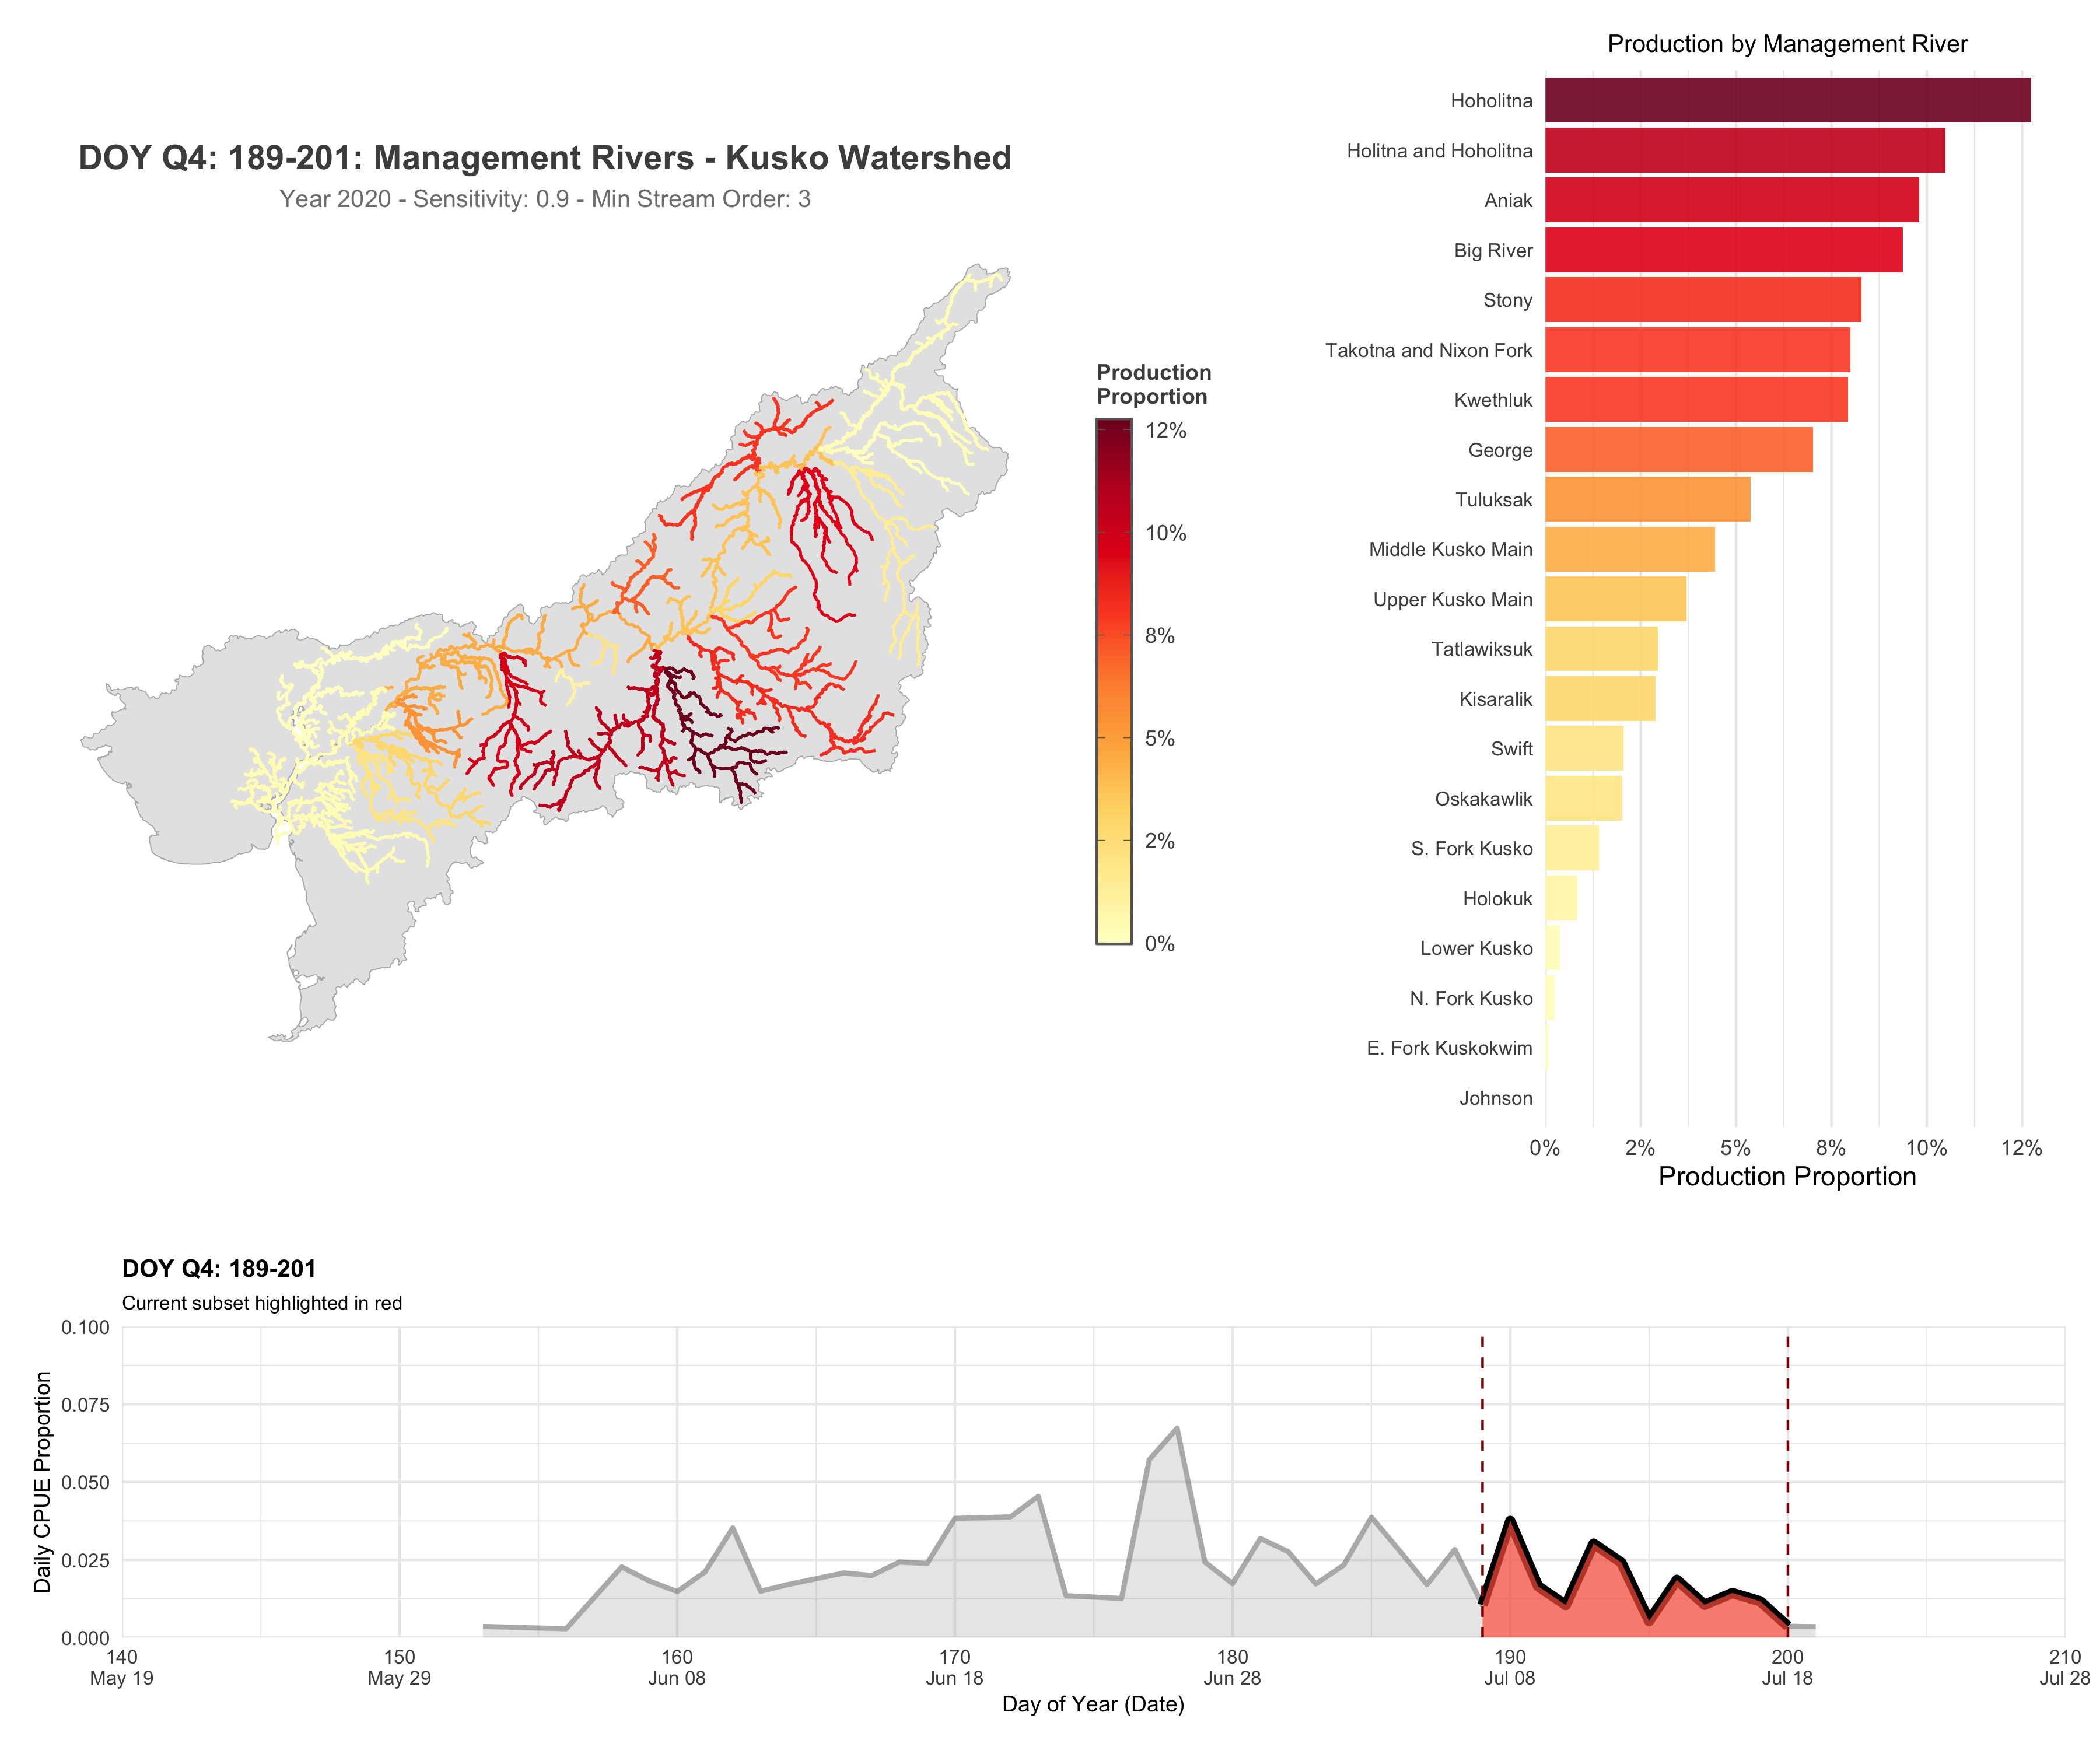 Production by Management River
DOY Q4: 189-201: Management Rivers - Kusko Watershed
Year 2020 - Sensitivity: 0.9 - Min Stream Order: 3
Production
Proportion
12%
10%
8%
5%
2%
0%
Hoholitna
Holitna and Hoholitna
Aniak
Big River
Stony
Takotna and Nixon Fork
Kwethluk
George
Tuluksak
Middle Kusko Main
Upper Kusko Main
Tatlawiksuk
Kisaralik
Swift
Oskakawlik
S. Fork Kusko
Holokuk
Lower Kusko
N. Fork Kusko
E. Fork Kuskokwim
Johnson
0% 2% 5% 8% 10% 12%
Production Proportion
DOY Q4: 189-201
Current subset highlighted in red
Daily CPUE Proportion
0.100
0.075
0.050
0.025
0.000
140 150 160 170 180 190 200 210
May 19 May 29 Jun 08 Jun 18 Jun 28 Jul 08 Jul 18 Jul 28
Day of Year (Date)